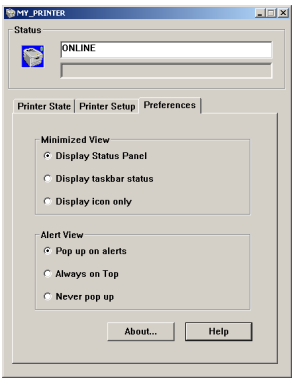 MY_PRINTER
Status
ONLINE
Printer State Printer Setup Preferences
Minimized View
Display Status Panel
Display taskbar status
Display icon only
Alert View
Pop up on alerts
Always on Top
Never pop up
About... Help